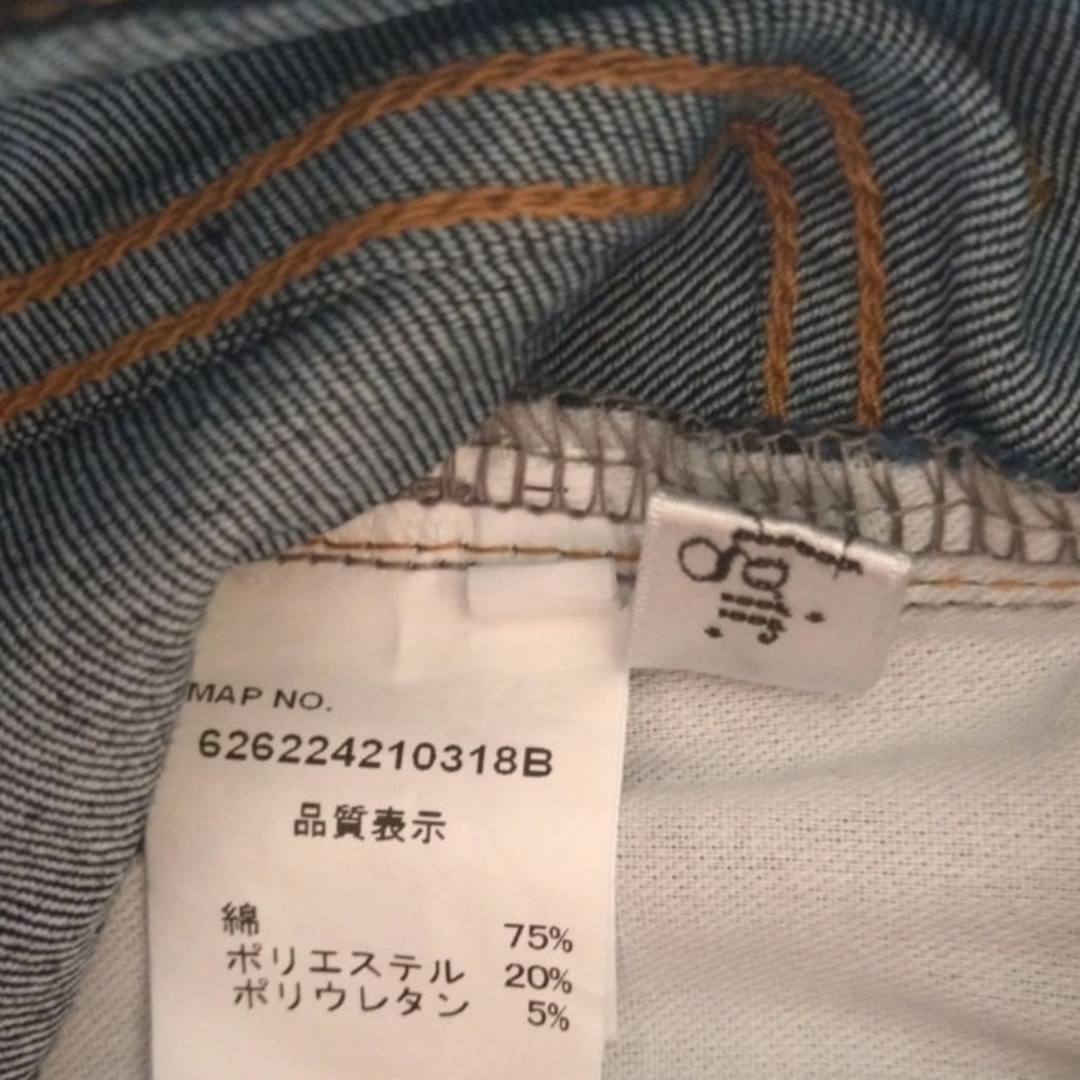 MAP NO.
626224210318B
品質表示
綿 75%
ポリエステル 20%
ポリウレタン 5%